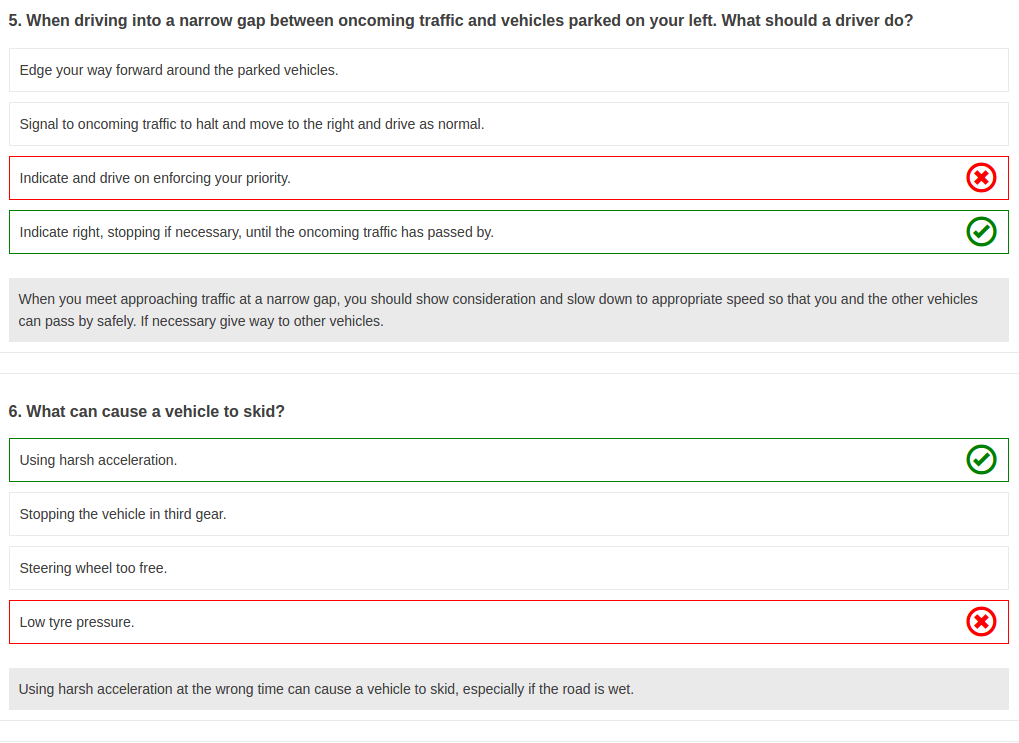 5. When driving into a narrow gap between oncoming traffic and vehicles parked on your left. What should a driver do?
Edge your way forward around the parked vehicles.
Signal to oncoming traffic to halt and move to the right and drive as normal.
Indicate and drive on enforcing your priority.
Indicate right, stopping if necessary, until the oncoming traffic has passed by.
When you meet approaching traffic at a narrow gap, you should show consideration and slow down to appropriate speed so that you and the other vehicles
can pass by safely. If necessary give way to other vehicles.
6. What can cause a vehicle to skid?
Using harsh acceleration.
Stopping the vehicle in third gear.
Steering wheel too free.
Low tyre pressure.
Using harsh acceleration at the wrong time can cause a vehicle to skid, especially if the road is wet.